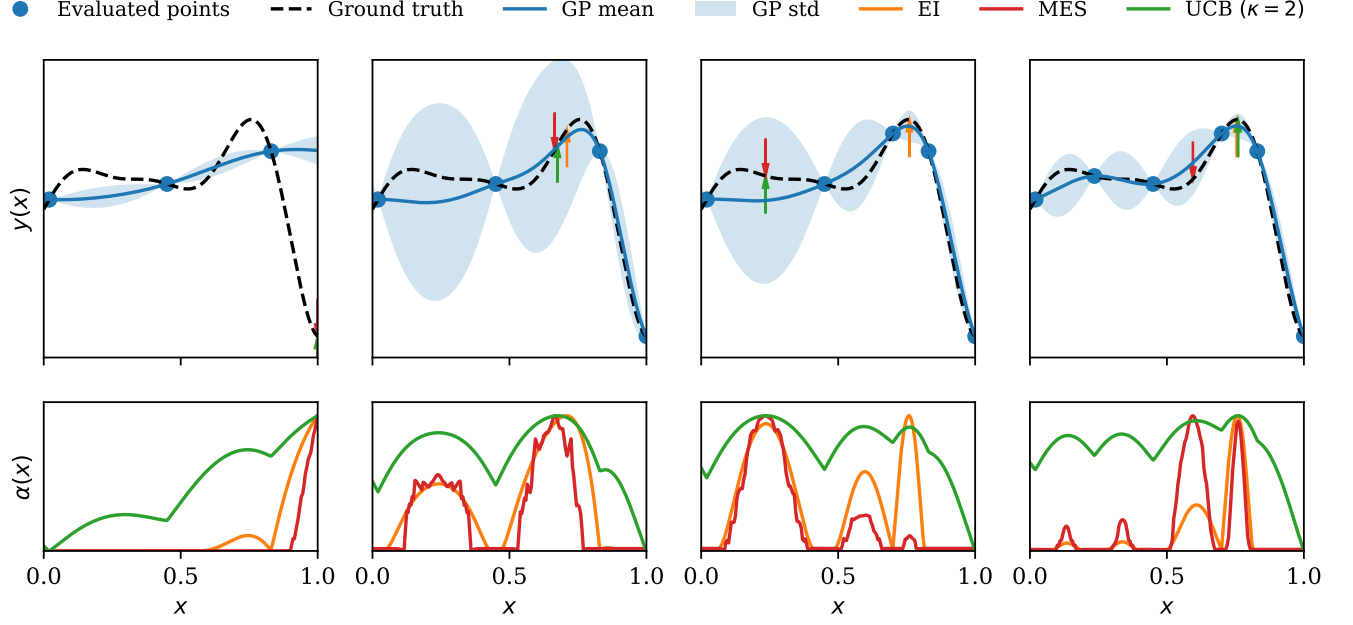 Evaluated points Ground truth GP mean GP std EI MES UCB (κ = 2)
y(x)
α(x)
0.0 0.5 1.0 0.0 0.5 1.0 0.0 0.5 1.0 0.0 0.5 1.0
x x x x